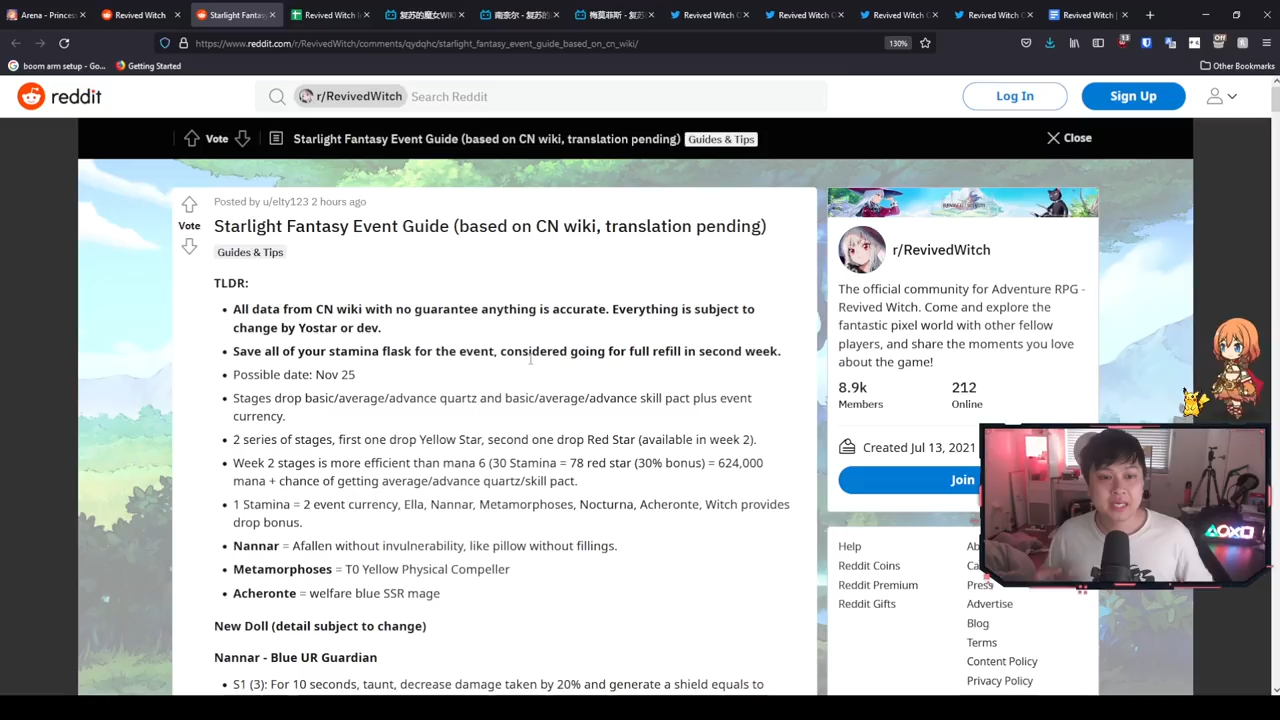 Arena - Princess
Revived Witch
Starlight Fantasy
Revived Witch
复苏的魔女WIKI
南奈尔 - 复苏的
梅莫菲斯 - 复苏
Revived Witch
Revived Witch
Revived Witch
Revived Witch
Revived Witch |
https://www.reddit.com/r/RevivedWitch/comments/qydqhc/starlight_fantasy_event_guide_based_on_cn_wiki/
130%
13
Off
boom arm setup - Go...
Getting Started
Other Bookmarks
reddit
r/RevivedWitch
Search Reddit
Log In
Sign Up
Vote
Starlight Fantasy Event Guide (based on CN wiki, translation pending)
Guides & Tips
Close
Posted by u/elty123 2 hours ago
Vote
Starlight Fantasy Event Guide (based on CN wiki, translation pending)
Guides & Tips
TLDR:
• All data from CN wiki with no guarantee anything is accurate. Everything is subject to
change by Yostar or dev.
• Save all of your stamina flask for the event, considered going for full refill in second week.
• Possible date: Nov 25
• Stages drop basic/average/advance quartz and basic/average/advance skill pact plus event
currency.
• 2 series of stages, first one drop Yellow Star, second one drop Red Star (available in week 2).
• Week 2 stages is more efficient than mana 6 (30 Stamina = 78 red star (30% bonus) = 624,000
mana + chance of getting average/advance quartz/skill pact.
• 1 Stamina = 2 event currency, Ella, Nannar, Metamorphoses, Nocturna, Acheronte, Witch provides
drop bonus.
• Nannar = Afallen without invulnerability, like pillow without fillings.
• Metamorphoses = T0 Yellow Physical Compeller
• Acheronte = welfare blue SSR mage
New Doll (detail subject to change)
Nannar - Blue UR Guardian
• S1 (3): For 10 seconds, taunt, decrease damage taken by 20% and generate a shield equals to
r/RevivedWitch
The official community for Adventure RPG -
Revived Witch. Come and explore the
fantastic pixel world with other fellow
players, and share the moments you love
about the game!
8.9k
Members
212
Online
Created Jul 13, 2021
Join
Help
Reddit Coins
Reddit Premium
Reddit Gifts
Ab
Ca
Press
Advertise
Blog
Terms
Content Policy
Privacy Policy